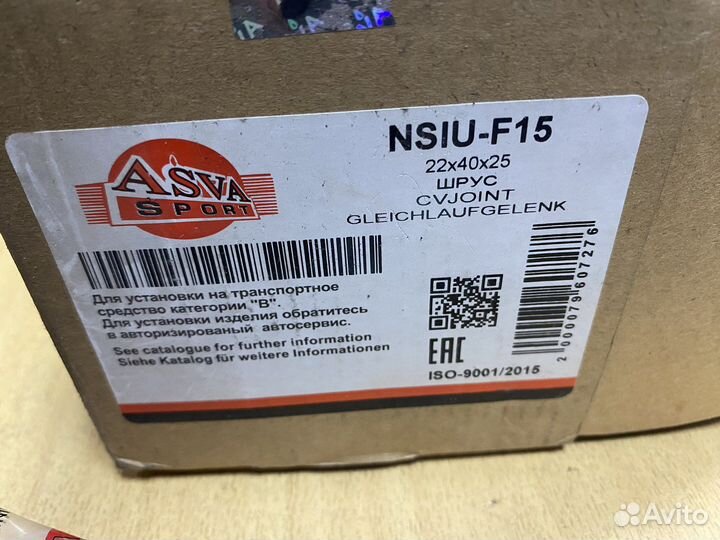 NSIU-F15
22x40x25
ШРУС
CVJOINT
GLEICHLAUFGELENK
ASVA
SPORT
Для установки на транспортное
средство категории "В".
Для установки изделия обратитесь
в авторизированый автосервис.
See catalogue for further information
Siehe Katalog für weitere Informationen
EAC
ISO-9001/2015
2000079607276
Avito